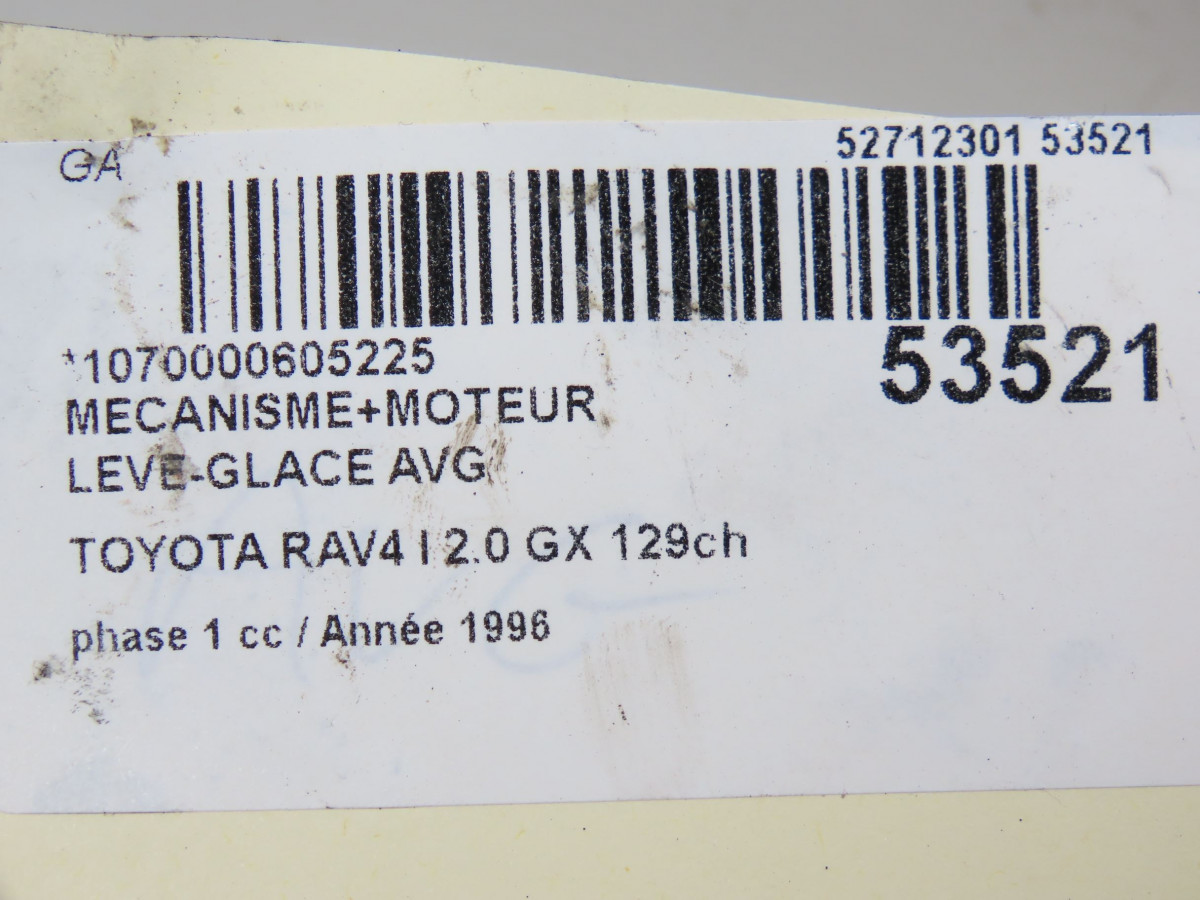 GA
52712301 53521
*1070000605225
53521
MECANISME+MOTEUR
LEVE-GLACE AVG
TOYOTA RAV4 I 2.0 GX 129ch
phase 1 cc / Année 1996